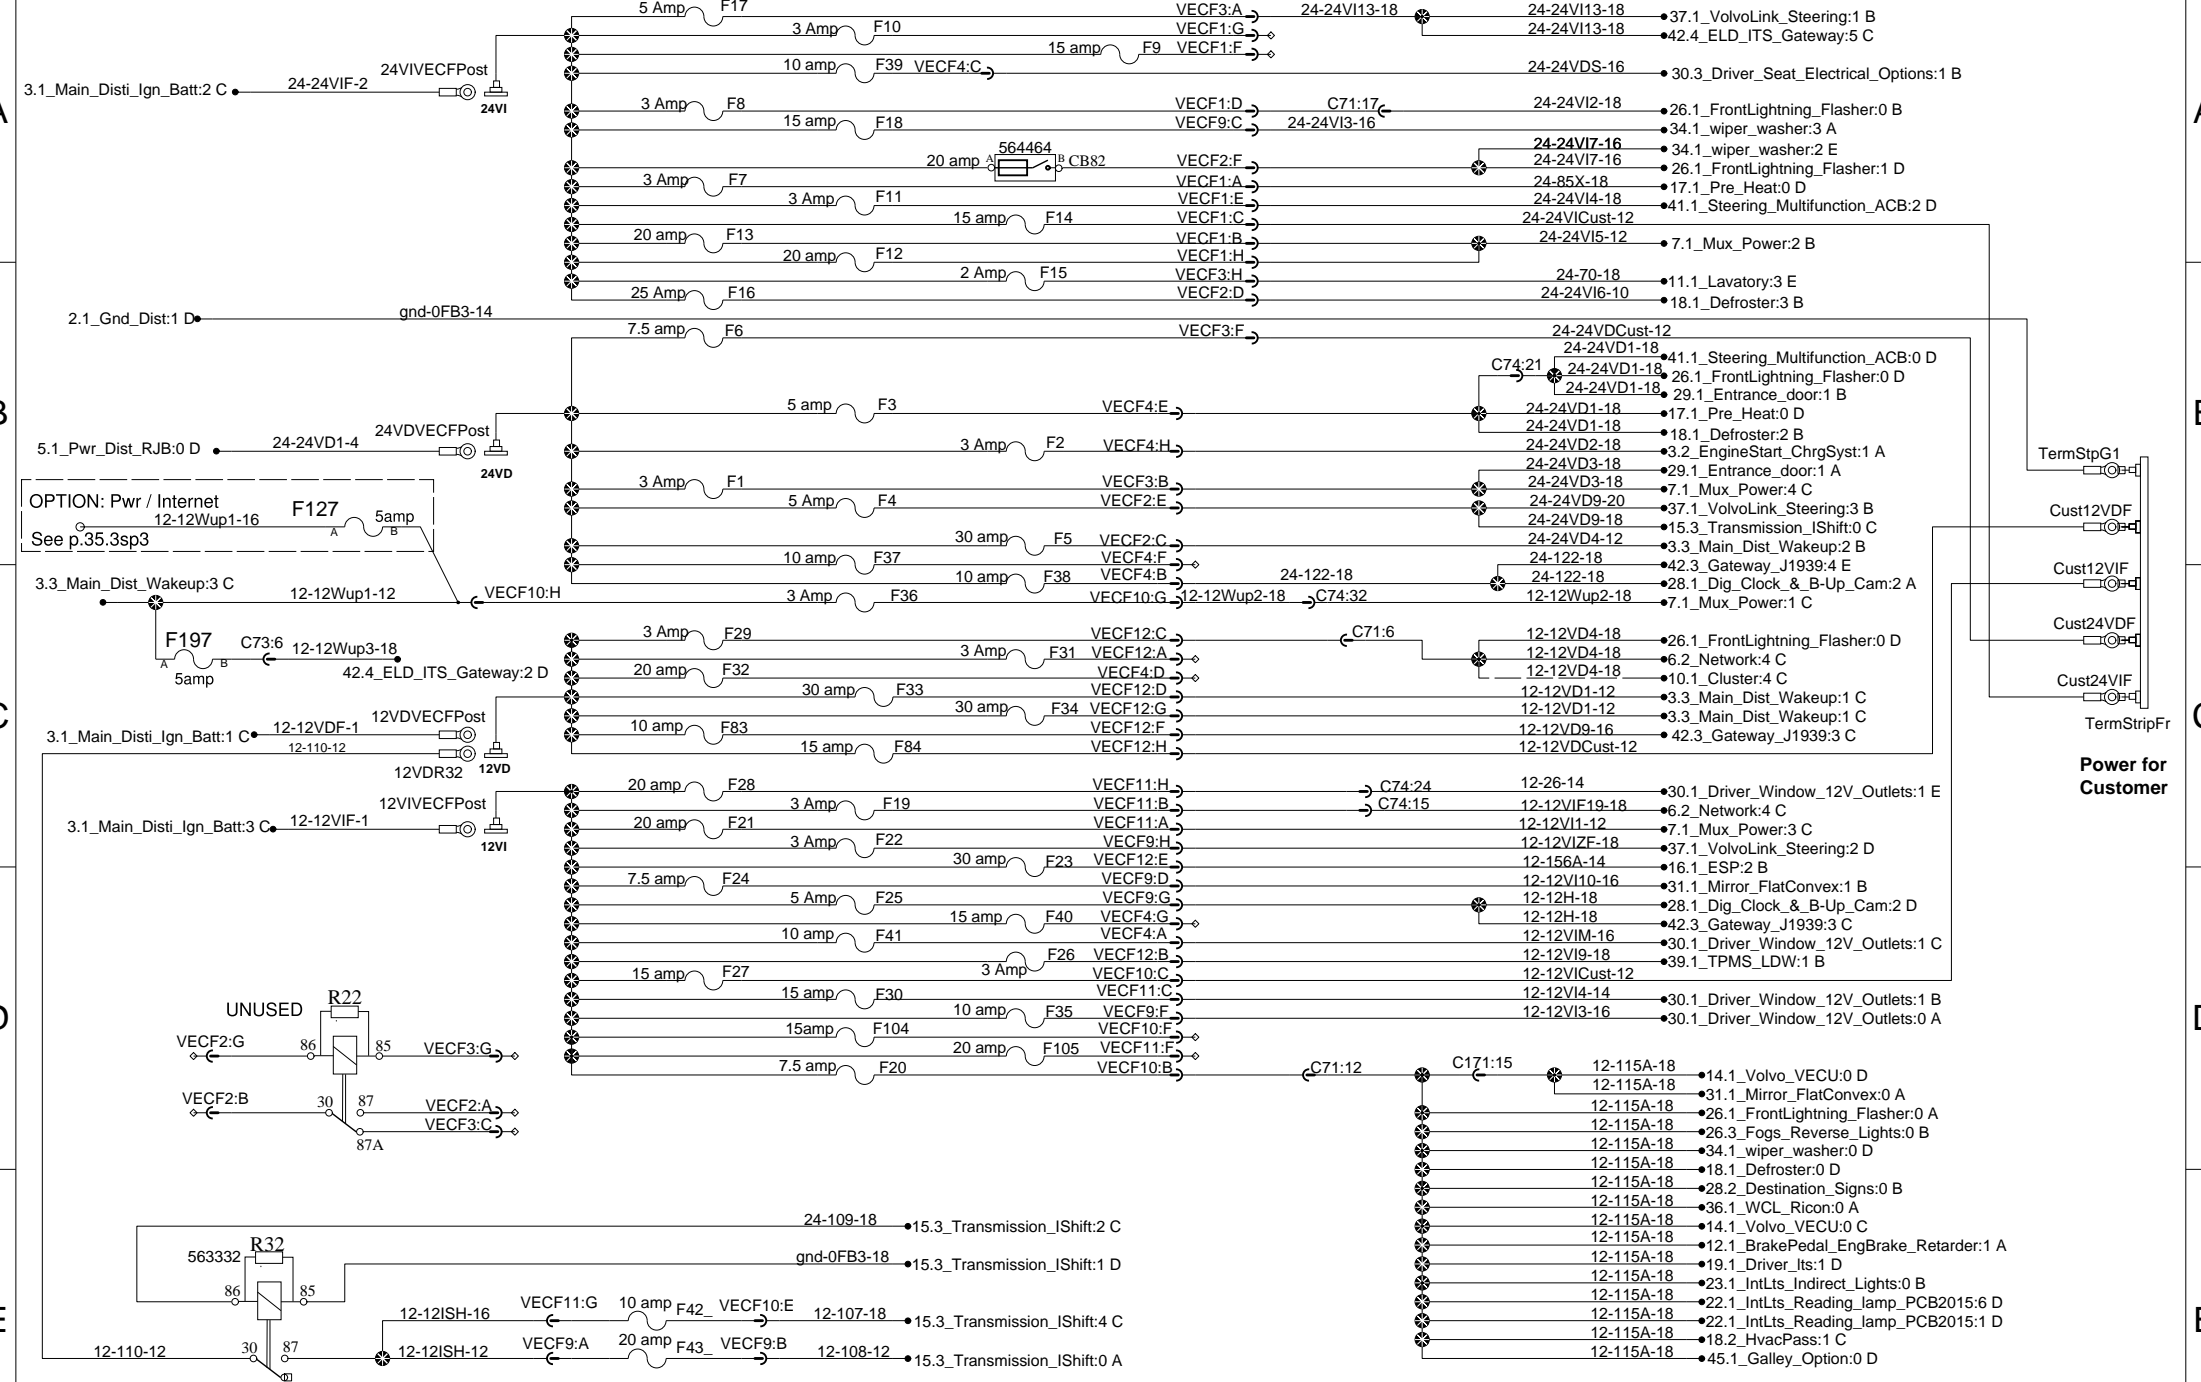 5 Amp F17 VECF3:A 24-24VI13-18 24-24VI13-18 37.1_VolvoLink_Steering:1 B
3 Amp F10 VECF1:G 24-24VI13-18 42.4_ELD_ITS_Gateway:5 C
15 amp F9 VECF1:F
24VIVECFPost 10 amp F39 VECF4:C 24-24VDS-16 30.3_Driver_Seat_Electrical_Options:1 B
3.1_Main_Disti_Ign_Batt:2 C 24-24VIF-2
24VI
3 Amp F8 VECF1:D C71:17 24-24VI2-18 26.1_FrontLightning_Flasher:0 B
15 amp F18 VECF9:C 24-24VI3-16 34.1_wiper_washer:3 A
564464 24-24VI7-16 34.1_wiper_washer:2 E
20 amp A B CB82 VECF2:F 24-24VI7-16 26.1_FrontLightning_Flasher:1 D
3 Amp F7 VECF1:A 24-85X-18 17.1_Pre_Heat:0 D
3 Amp F11 VECF1:E 24-24VI4-18 41.1_Steering_Multifunction_ACB:2 D
15 amp F14 VECF1:C 24-24VICust-12
20 amp F13 VECF1:B 24-24VI5-12 7.1_Mux_Power:2 B
20 amp F12 VECF1:H
2 Amp F15 VECF3:H 24-70-18 11.1_Lavatory:3 E
25 Amp F16 VECF2:D 24-24VI6-10 18.1_Defroster:3 B
2.1_Gnd_Dist:1 D gnd-0FB3-14
7.5 amp F6 VECF3:F 24-24VDCust-12
24-24VD1-18 41.1_Steering_Multifunction_ACB:0 D
C74:21 24-24VD1-18 26.1_FrontLightning_Flasher:0 D
24-24VD1-18 29.1_Entrance_door:1 B
5 amp F3 VECF4:E 24-24VD1-18 17.1_Pre_Heat:0 D
24VDVECFPost 24-24VD1-18 18.1_Defroster:2 B
5.1_Pwr_Dist_RJB:0 D 24-24VD1-4 3 Amp F2 VECF4:H 24-24VD2-18 3.2_EngineStart_ChrgSyst:1 A
TermStpG1
24VD 24-24VD3-18 29.1_Entrance_door:1 A
3 Amp F1 VECF3:B 24-24VD3-18 7.1_Mux_Power:4 C
OPTION: Pwr / Internet F127 5 Amp F4 VECF2:E 24-24VD9-20 37.1_VolvoLink_Steering:3 B
Cust12VDF
12-12Wup1-16 A 5amp B 24-24VD9-18 15.3_Transmission_IShift:0 C
See p.35.3sp3 30 amp F5 VECF2:C 24-24VD4-12 3.3_Main_Dist_Wakeup:2 B
10 amp F37 VECF4:F 24-122-18 42.3_Gateway_J1939:4 E
Cust12VIF
3.3_Main_Dist_Wakeup:3 C 10 amp F38 VECF4:B 24-122-18 24-122-18 28.1_Dig_Clock_&_B-Up_Cam:2 A
12-12Wup1-12 VECF10:H 3 Amp F36 VECF10:G 12-12Wup2-18 C74:32 12-12Wup2-18 7.1_Mux_Power:1 C
Cust24VDF
F197 C73:6 12-12Wup3-18 3 Amp F29 VECF12:C C71:6 12-12VD4-18 26.1_FrontLightning_Flasher:0 D
A B 3 Amp F31 VECF12:A 12-12VD4-18 6.2_Network:4 C
5amp 42.4_ELD_ITS_Gateway:2 D 20 amp F32 VECF4:D 12-12VD4-18 10.1_Cluster:4 C
Cust24VIF
30 amp F33 VECF12:D 12-12VD1-12 3.3_Main_Dist_Wakeup:1 C
12VDVECFPost 30 amp F34 VECF12:G 12-12VD1-12 3.3_Main_Dist_Wakeup:1 C
TermStripFr
3.1_Main_Disti_Ign_Batt:1 C 12-12VDF-1 10 amp F83 VECF12:F 12-12VD9-16 42.3_Gateway_J1939:3 C
12-110-12 15 amp F84 VECF12:H 12-12VDCust-12
12VDR32 12VD
Power for
Customer
20 amp F28 VECF11:H C74:24 12-26-14 30.1_Driver_Window_12V_Outlets:1 E
12VIVECFPost 3 Amp F19 VECF11:B C74:15 12-12VIF19-18 6.2_Network:4 C
3.1_Main_Disti_Ign_Batt:3 C 12-12VIF-1 20 amp F21 VECF11:A 12-12VI1-12 7.1_Mux_Power:3 C
12VI 3 Amp F22 VECF9:H 12-12VIZF-18 37.1_VolvoLink_Steering:2 D
30 amp F23 VECF12:E 12-156A-14 16.1_ESP:2 B
7.5 amp F24 VECF9:D 12-12VI10-16 31.1_Mirror_FlatConvex:1 B
5 Amp F25 VECF9:G 12-12H-18 28.1_Dig_Clock_&_B-Up_Cam:2 D
15 amp F40 VECF4:G 12-12H-18 42.3_Gateway_J1939:3 C
10 amp F41 VECF4:A 12-12VIM-16 30.1_Driver_Window_12V_Outlets:1 C
3 Amp F26 VECF12:B 12-12VI9-18 39.1_TPMS_LDW:1 B
15 amp F27 VECF10:C 12-12VICust-12
15 amp F30 VECF11:C 12-12VI4-14 30.1_Driver_Window_12V_Outlets:1 B
UNUSED R22 10 amp F35 VECF9:F 12-12VI3-16 30.1_Driver_Window_12V_Outlets:0 A
15amp F104 VECF10:F
VECF2:G 86 85 VECF3:G 20 amp F105 VECF11:F
7.5 amp F20 VECF10:B C71:12 C171:15 12-115A-18 14.1_Volvo_VECU:0 D
12-115A-18 31.1_Mirror_FlatConvex:0 A
VECF2:B 30 87 VECF2:A 12-115A-18 26.1_FrontLightning_Flasher:0 A
VECF3:C 12-115A-18 26.3_Fogs_Reverse_Lights:0 B
87A 12-115A-18 34.1_wiper_washer:0 D
12-115A-18 18.1_Defroster:0 D
12-115A-18 28.2_Destination_Signs:0 B
12-115A-18 36.1_WCL_Ricon:0 A
24-109-18 15.3_Transmission_IShift:2 C 12-115A-18 14.1_Volvo_VECU:0 C
563332 R32 12-115A-18 12.1_BrakePedal_EngBrake_Retarder:1 A
gnd-0FB3-18 15.3_Transmission_IShift:1 D 12-115A-18 19.1_Driver_lts:1 D
86 85 12-115A-18 23.1_IntLts_Indirect_Lights:0 B
12-115A-18 22.1_IntLts_Reading_lamp_PCB2015:6 D
12-12ISH-16 VECF11:G 10 amp F42_ VECF10:E 12-107-18 15.3_Transmission_IShift:4 C 12-115A-18 22.1_IntLts_Reading_lamp_PCB2015:1 D
12-115A-18 18.2_HvacPass:1 C
12-110-12 30 87 12-12ISH-12 VECF9:A 20 amp F43_ VECF9:B 12-108-12 15.3_Transmission_IShift:0 A 12-115A-18 45.1_Galley_Option:0 D